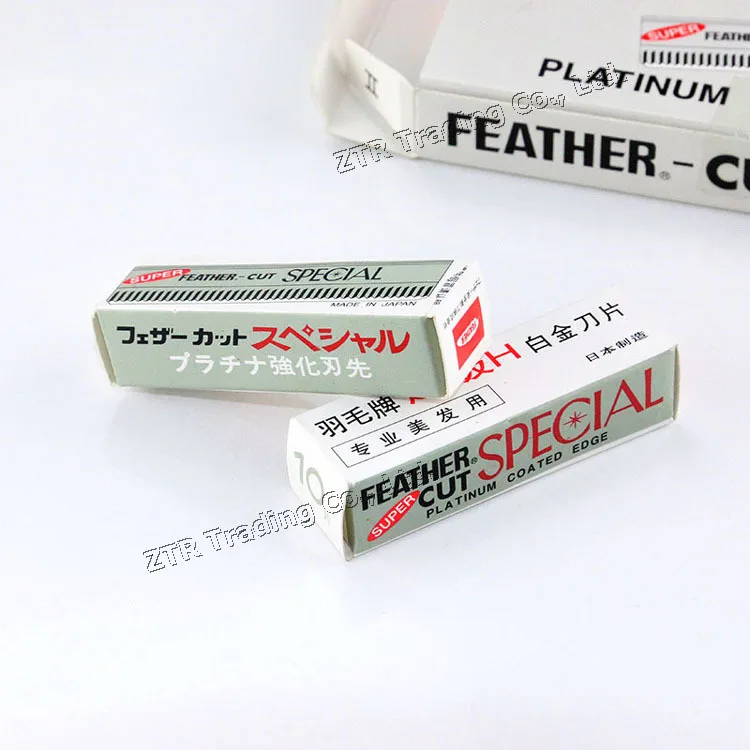 SUPER FEATHER
II
PLATINUM
FEATHER® - CU
ZTR Trading Co., Ltd.
SUPER FEATHER - CUT SPECIAL
MADE IN JAPAN
フェザー カット スペシャル
プラチナ強化刃先
羽毛牌
H 白金刀片
专业美发用
日本制造
10
FEATHER® SPECIAL
SUPER CUT
PLATINUM COATED EDGE
ZTR Trading Co., Ltd.